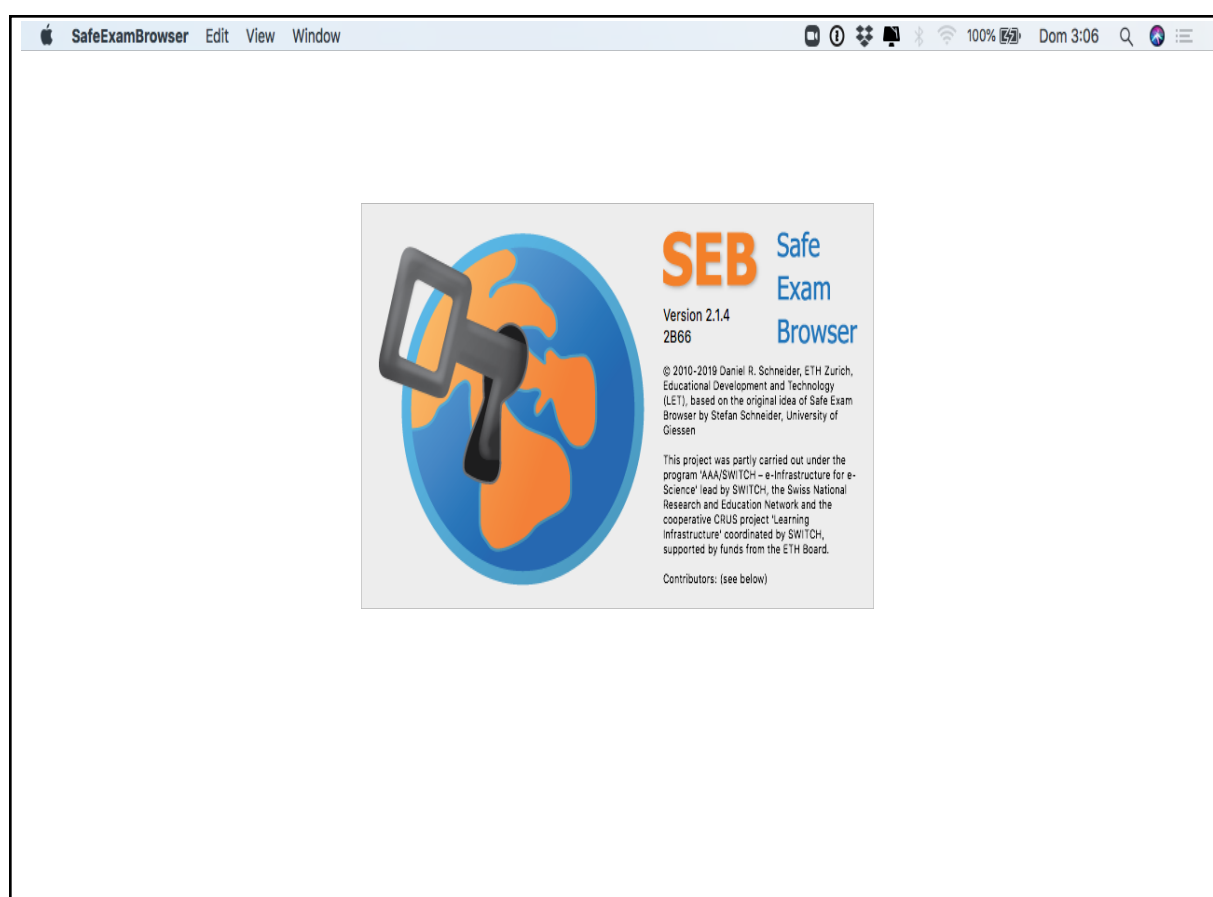 SafeExamBrowser Edit View Window 100% Dom 3:06
SEB
Safe
Exam
Browser
Version 2.1.4
2B66
© 2010-2019 Daniel R. Schneider, ETH Zurich,
Educational Development and Technology
(LET), based on the original idea of Safe Exam
Browser by Stefan Schneider, University of
Giessen
This project was partly carried out under the
program 'AAA/SWITCH – e-Infrastructure for e-
Science' lead by SWITCH, the Swiss National
Research and Education Network and the
cooperative CRUS project 'Learning
Infrastructure' coordinated by SWITCH,
supported by funds from the ETH Board.
Contributors: (see below)